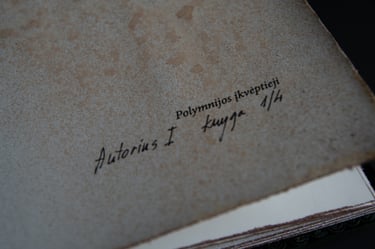 Polymnijos įkvėptieji
Autorius I knyga 1/4